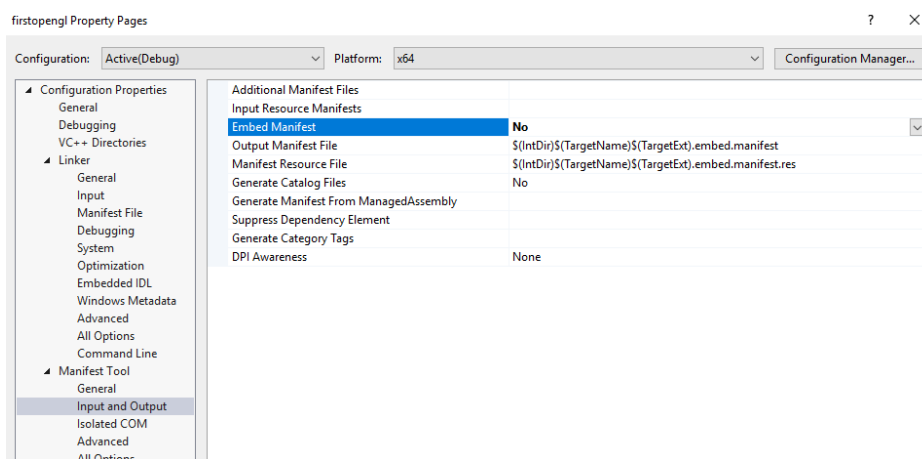 firstopengl Property Pages ? ×
Configuration: Active(Debug) Platform: x64 Configuration Manager...
Configuration Properties
General
Debugging
VC++ Directories
Linker
General
Input
Manifest File
Debugging
System
Optimization
Embedded IDL
Windows Metadata
Advanced
All Options
Command Line
Manifest Tool
General
Input and Output
Isolated COM
Advanced
All Options
Additional Manifest Files
Input Resource Manifests
Embed Manifest No
Output Manifest File $(IntDir)$(TargetName)$(TargetExt).embed.manifest
Manifest Resource File $(IntDir)$(TargetName)$(TargetExt).embed.manifest.res
Generate Catalog Files No
Generate Manifest From ManagedAssembly
Suppress Dependency Element
Generate Category Tags
DPI Awareness None